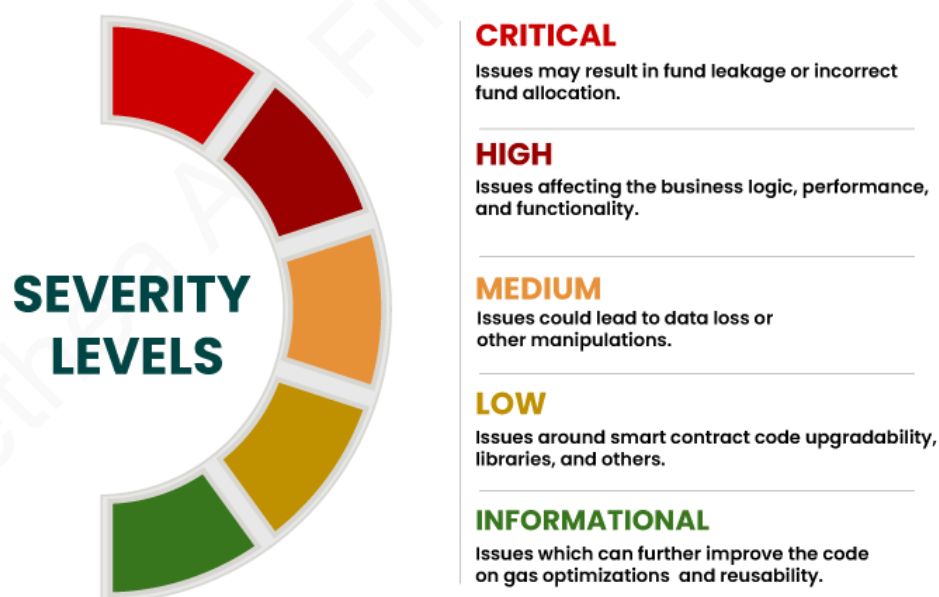 SEVERITY
LEVELS
CRITICAL
Issues may result in fund leakage or incorrect
fund allocation.
HIGH
Issues affecting the business logic, performance,
and functionality.
MEDIUM
Issues could lead to data loss or
other manipulations.
LOW
Issues around smart contract code upgradability,
libraries, and others.
INFORMATIONAL
Issues which can further improve the code
on gas optimizations and reusability.